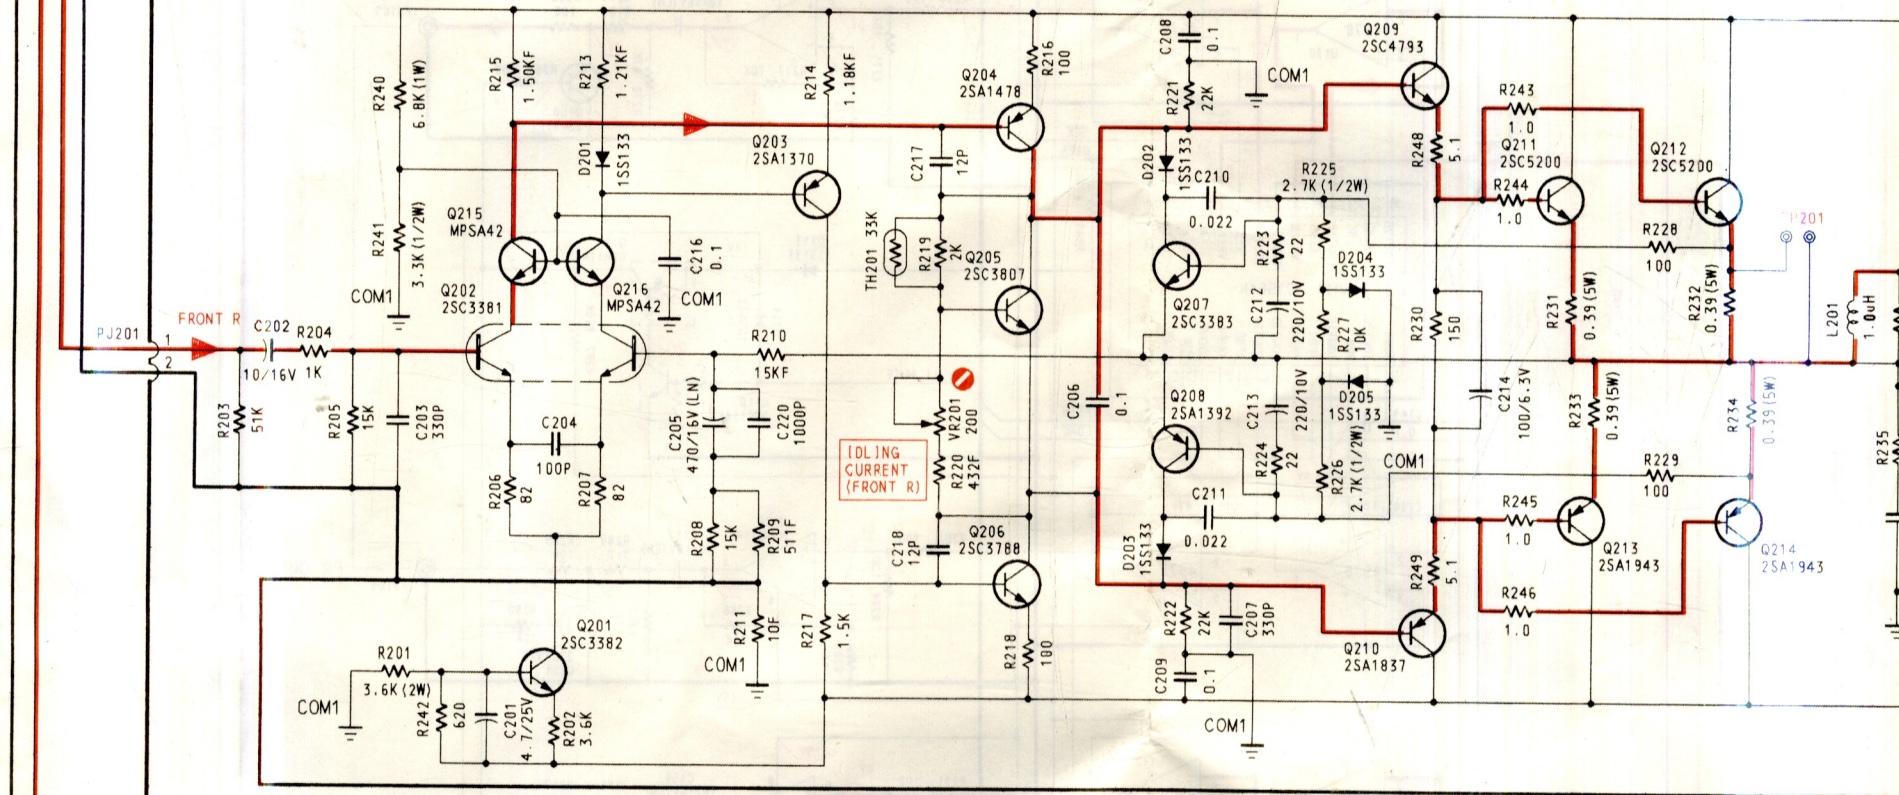 R240
6.8K(1W)
R215
1.50KF
R213
1.21KF
D201
1SS133
R214
1.18KF
Q203
2SA1370
Q204
2SA1478
R216
100
C217
12P
C208
0.1
COM1
R221
22K
Q209
2SC4793
R248
5.1
R243
1.0
Q211
2SC5200
R244
1.0
Q212
2SC5200
R228
100
R241
3.3K(1/2W)
COM1
Q215
MPSA42
Q202
2SC3381
Q216
MPSA42
C216
0.1
COM1
TH201 33K
R219
2K
Q205
2SC3807
D202
1SS133
C210
0.022
R225
2.7K(1/2W)
R223
22
Q207
2SC3383
C212
220/10V
D204
1SS133
R227
10K
R230
150
R231
0.39(5W)
R232
0.39(5W)
L201
1.0uH
PJ201
1
2
FRONT R
C202
10/16V
R204
1K
R203
51K
R205
15K
C203
330P
C204
100P
R206
82
R207
82
R210
15KF
C205
470/16V(LN)
C220
1000P
R208
15K
R209
511F
IDLING
CURRENT
(FRONT R)
VR201
200
R220
432F
C206
0.1
Q208
2SA1392
C213
220/10V
R224
22
D205
1SS133
R226
2.7K(1/2W)
COM1
C214
100/6.3V
R233
0.39(5W)
R234
0.39(5W)
R229
100
R235
C218
12P
Q206
2SC3788
D203
1SS133
C211
0.022
R249
5.1
R245
1.0
Q213
2SA1943
Q214
2SA1943
R246
1.0
R201
3.6K(2W)
COM1
R242
620
C201
4.7/25V
Q201
2SC3382
R202
3.6K
R211
10F
COM1
R217
1.5K
R218
100
R222
22K
C207
330P
C209
0.1
COM1
Q210
2SA1837